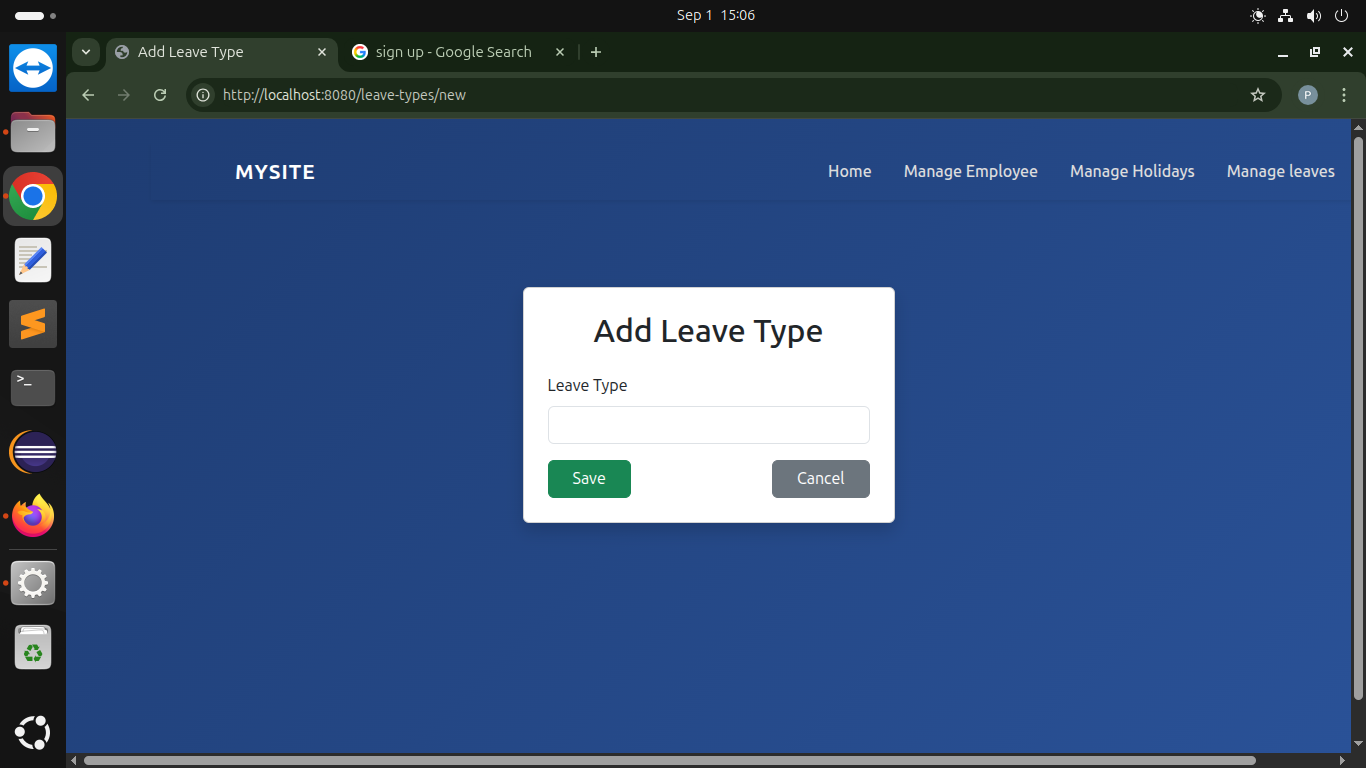 Sep 1 15:06
Add Leave Type
sign up - Google Search
http://localhost:8080/leave-types/new
P
MYSITE
Home
Manage Employee
Manage Holidays
Manage leaves
Add Leave Type
Leave Type
Save
Cancel
>_